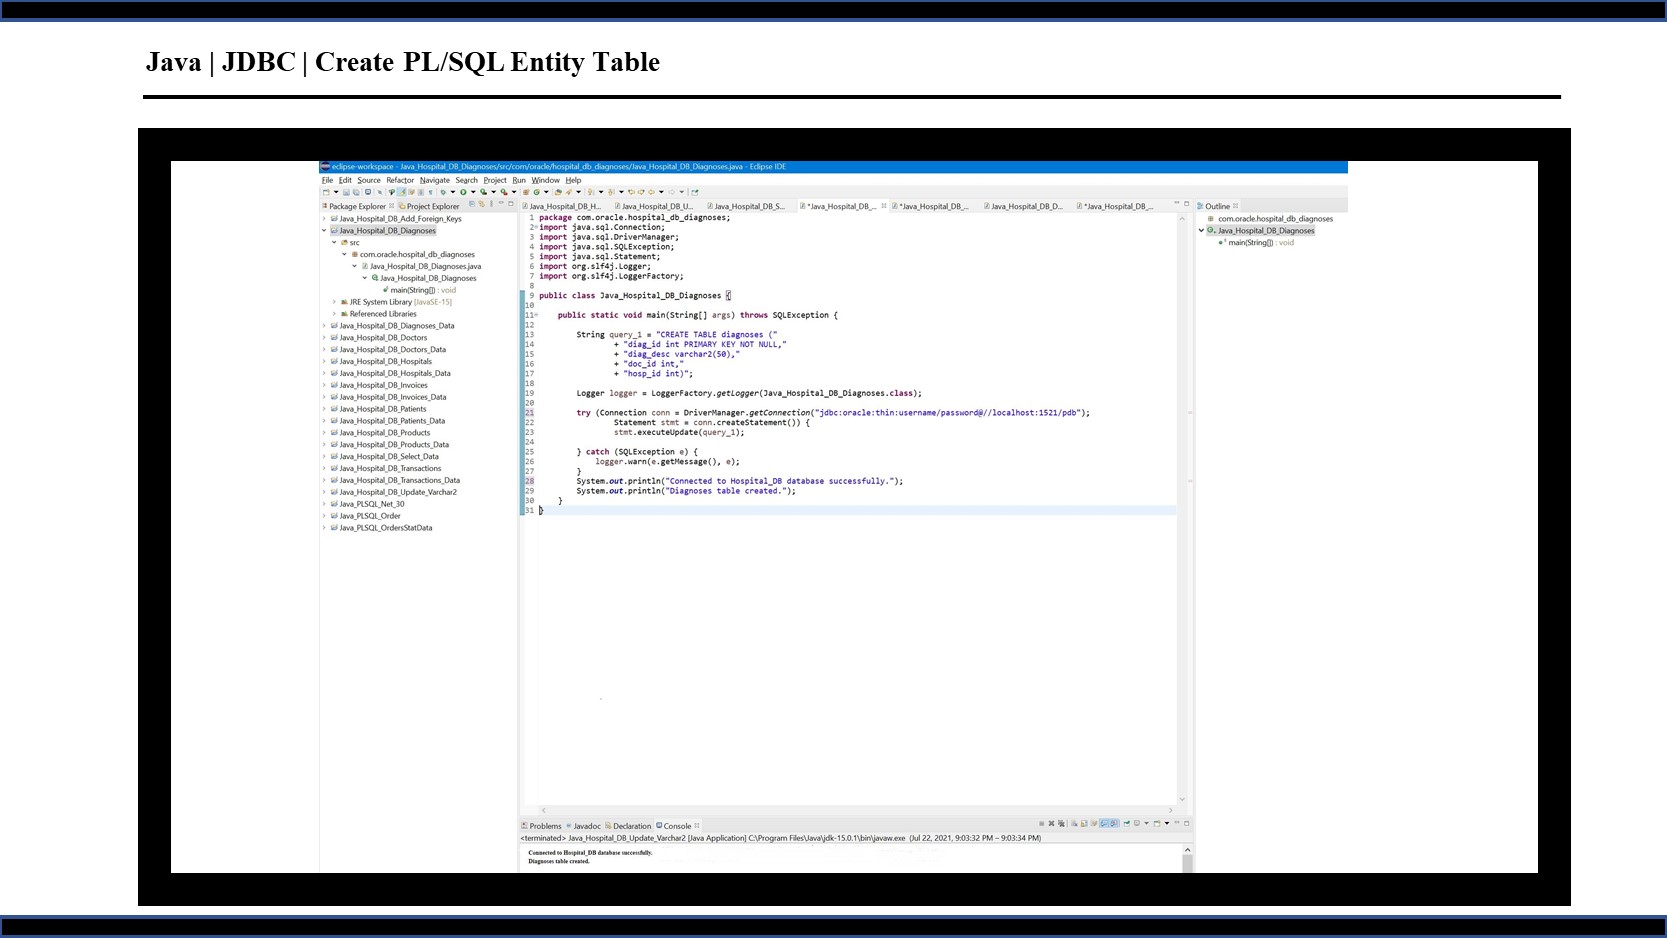 Java | JDBC | Create PL/SQL Entity Table
eclipse-workspace - Java_Hospital_DB_Diagnoses/src/com/oracle/hospital_db_diagnoses/Java_Hospital_DB_Diagnoses.java - Eclipse IDE
File Edit Source Refactor Navigate Search Project Run Window Help
Package Explorer Project Explorer
Java_Hospital_DB_Add_Foreign_Keys
Java_Hospital_DB_Diagnoses
src
com.oracle.hospital_db_diagnoses
Java_Hospital_DB_Diagnoses.java
Java_Hospital_DB_Diagnoses
main(String[]) : void
JRE System Library [JavaSE-15]
Referenced Libraries
Java_Hospital_DB_Diagnoses_Data
Java_Hospital_DB_Doctors
Java_Hospital_DB_Doctors_Data
Java_Hospital_DB_Hospitals
Java_Hospital_DB_Hospitals_Data
Java_Hospital_DB_Invoices
Java_Hospital_DB_Invoices_Data
Java_Hospital_DB_Patients
Java_Hospital_DB_Patients_Data
Java_Hospital_DB_Products
Java_Hospital_DB_Products_Data
Java_Hospital_DB_Select_Data
Java_Hospital_DB_Transactions
Java_Hospital_DB_Transactions_Data
Java_Hospital_DB_Update_Varchar2
Java_PLSQL_Net_30
Java_PLSQL_Order
Java_PLSQL_OrdersStatData
Java_Hospital_DB_H... Java_Hospital_DB_U... Java_Hospital_DB_S... *Java_Hospital_DB_... *Java_Hospital_DB_... Java_Hospital_DB_D... *Java_Hospital_DB_...
1 package com.oracle.hospital_db_diagnoses;
2 import java.sql.Connection;
3 import java.sql.DriverManager;
4 import java.sql.SQLException;
5 import java.sql.Statement;
6 import org.slf4j.Logger;
7 import org.slf4j.LoggerFactory;
8
9 public class Java_Hospital_DB_Diagnoses {
10
11 public static void main(String[] args) throws SQLException {
12
13 String query_1 = "CREATE TABLE diagnoses ("
14 + "diag_id int PRIMARY KEY NOT NULL,"
15 + "diag_desc varchar2(50),"
16 + "doc_id int,"
17 + "hosp_id int)";
18
19 Logger logger = LoggerFactory.getLogger(Java_Hospital_DB_Diagnoses.class);
20
21 try (Connection conn = DriverManager.getConnection("jdbc:oracle:thin:username/password@//localhost:1521/pdb");
22 Statement stmt = conn.createStatement()) {
23 stmt.executeUpdate(query_1);
24
25 } catch (SQLException e) {
26 logger.warn(e.getMessage(), e);
27 }
28 System.out.println("Connected to Hospital_DB database successfully.");
29 System.out.println("Diagnoses table created.");
30 }
31 }
Outline
com.oracle.hospital_db_diagnoses
Java_Hospital_DB_Diagnoses
main(String[]) : void
Problems Javadoc Declaration Console
<terminated> Java_Hospital_DB_Update_Varchar2 [Java Application] C:\Program Files\Java\jdk-15.0.1\bin\javaw.exe (Jul 22, 2021, 9:03:32 PM – 9:03:34 PM)
Connected to Hospital_DB database successfully.
Diagnoses table created.